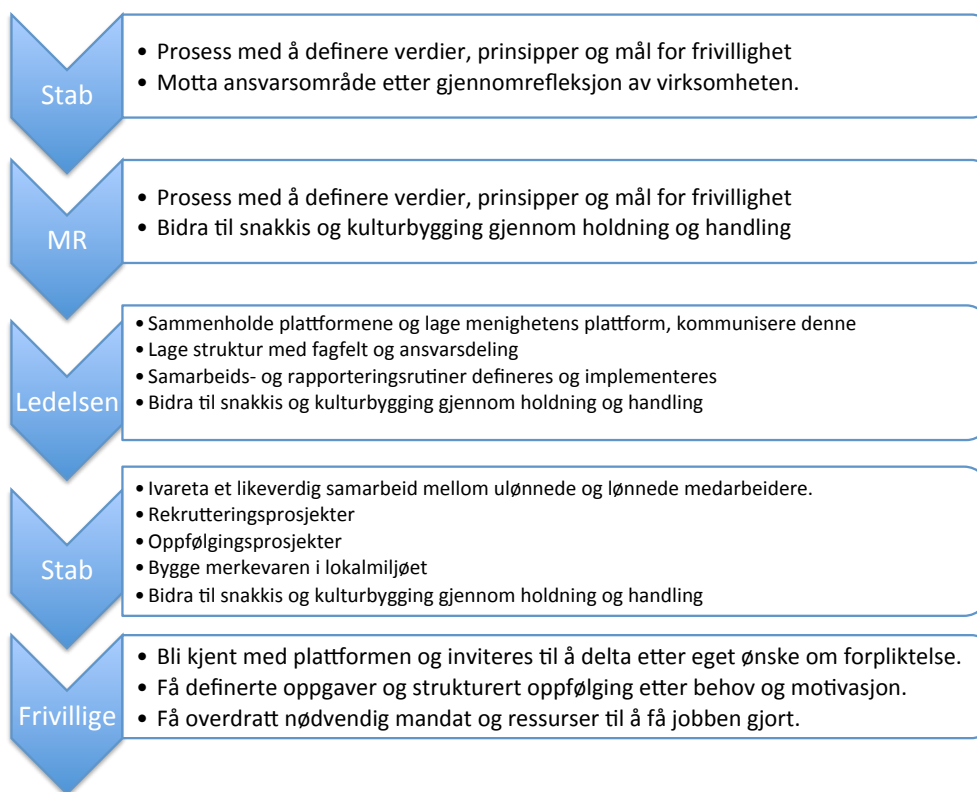 Stab
• Prosess med å definere verdier, prinsipper og mål for frivillighet
• Motta ansvarsområde etter gjennomrefleksjon av virksomheten.
MR
• Prosess med å definere verdier, prinsipper og mål for frivillighet
• Bidra til snakkis og kulturbygging gjennom holdning og handling
Ledelsen
• Sammenholde plattformene og lage menighetens plattform, kommunisere denne
• Lage struktur med fagfelt og ansvarsdeling
• Samarbeids- og rapporteringsrutiner defineres og implementeres
• Bidra til snakkis og kulturbygging gjennom holdning og handling
Stab
• Ivareta et likeverdig samarbeid mellom ulønnede og lønnede medarbeidere.
• Rekrutteringsprosjekter
• Oppfølgingsprosjekter
• Bygge merkevaren i lokalmiljøet
• Bidra til snakkis og kulturbygging gjennom holdning og handling
Frivillige
• Bli kjent med plattformen og inviteres til å delta etter eget ønske om forpliktelse.
• Få definerte oppgaver og strukturert oppfølging etter behov og motivasjon.
• Få overdratt nødvendig mandat og ressurser til å få jobben gjort.